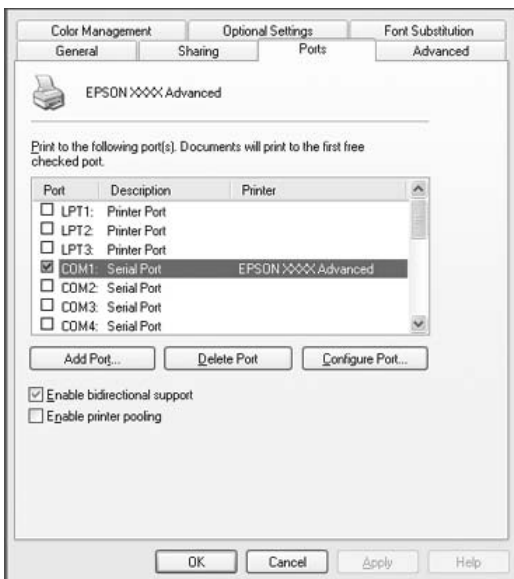 Color Management Optional Settings Font Substitution
General Sharing Ports Advanced
EPSON XXXX Advanced
Print to the following port(s). Documents will print to the first free
checked port.
Port Description Printer
LPT1: Printer Port
LPT2: Printer Port
LPT3: Printer Port
COM1: Serial Port EPSON XXXX Advanced
COM2: Serial Port
COM3: Serial Port
COM4: Serial Port
Add Port... Delete Port Configure Port...
Enable bidirectional support
Enable printer pooling
OK Cancel Apply Help